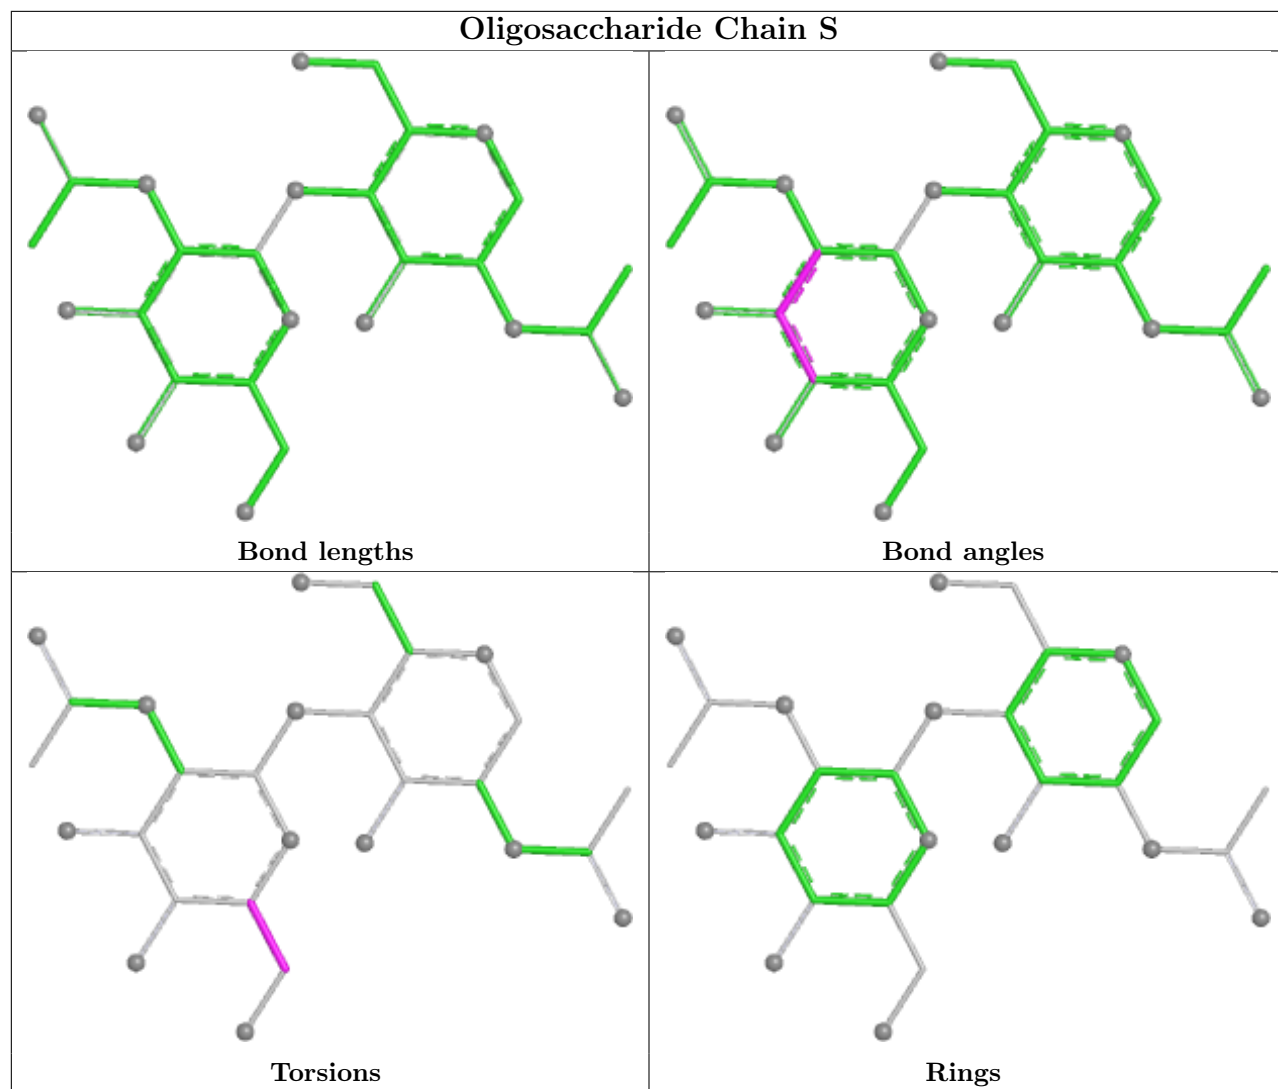 Oligosaccharide Chain S
Bond lengths
Bond angles
Torsions
Rings